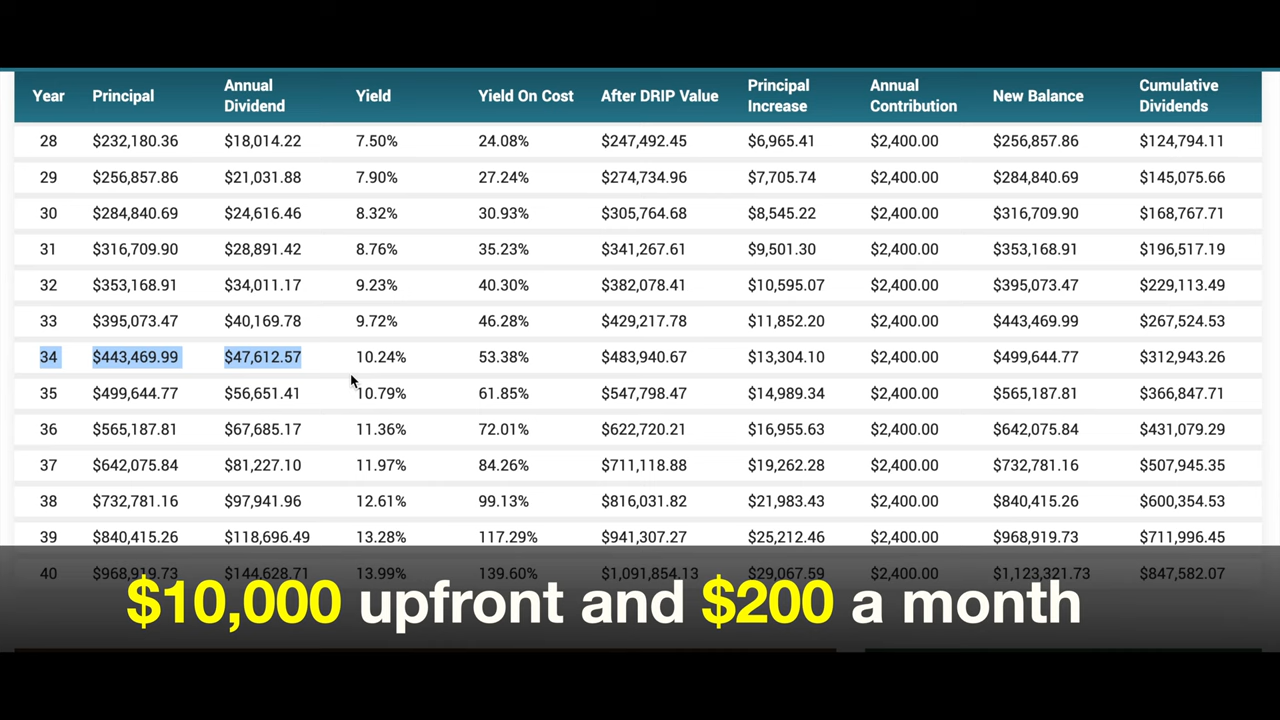 Year Principal Annual Dividend Yield Yield On Cost After DRIP Value Principal Increase Annual Contribution New Balance Cumulative Dividends
28 $232,180.36 $18,014.22 7.50% 24.08% $247,492.45 $6,965.41 $2,400.00 $256,857.86 $124,794.11
29 $256,857.86 $21,031.88 7.90% 27.24% $274,734.96 $7,705.74 $2,400.00 $284,840.69 $145,075.66
30 $284,840.69 $24,616.46 8.32% 30.93% $305,764.68 $8,545.22 $2,400.00 $316,709.90 $168,767.71
31 $316,709.90 $28,891.42 8.76% 35.23% $341,267.61 $9,501.30 $2,400.00 $353,168.91 $196,517.19
32 $353,168.91 $34,011.17 9.23% 40.30% $382,078.41 $10,595.07 $2,400.00 $395,073.47 $229,113.49
33 $395,073.47 $40,169.78 9.72% 46.28% $429,217.78 $11,852.20 $2,400.00 $443,469.99 $267,524.53
34 $443,469.99 $47,612.57 10.24% 53.38% $483,940.67 $13,304.10 $2,400.00 $499,644.77 $312,943.26
35 $499,644.77 $56,651.41 10.79% 61.85% $547,798.47 $14,989.34 $2,400.00 $565,187.81 $366,847.71
36 $565,187.81 $67,685.17 11.36% 72.01% $622,720.21 $16,955.63 $2,400.00 $642,075.84 $431,079.29
37 $642,075.84 $81,227.10 11.97% 84.26% $711,118.88 $19,262.28 $2,400.00 $732,781.16 $507,945.35
38 $732,781.16 $97,941.96 12.61% 99.13% $816,031.82 $21,983.43 $2,400.00 $840,415.26 $600,354.53
39 $840,415.26 $118,696.49 13.28% 117.29% $941,307.27 $25,212.46 $2,400.00 $968,919.73 $711,996.45
40 $968,919.73 $144,628.71 13.99% 139.60% $1,091,854.13 $29,067.59 $2,400.00 $1,123,321.73 $847,582.07
$10,000 upfront and $200 a month